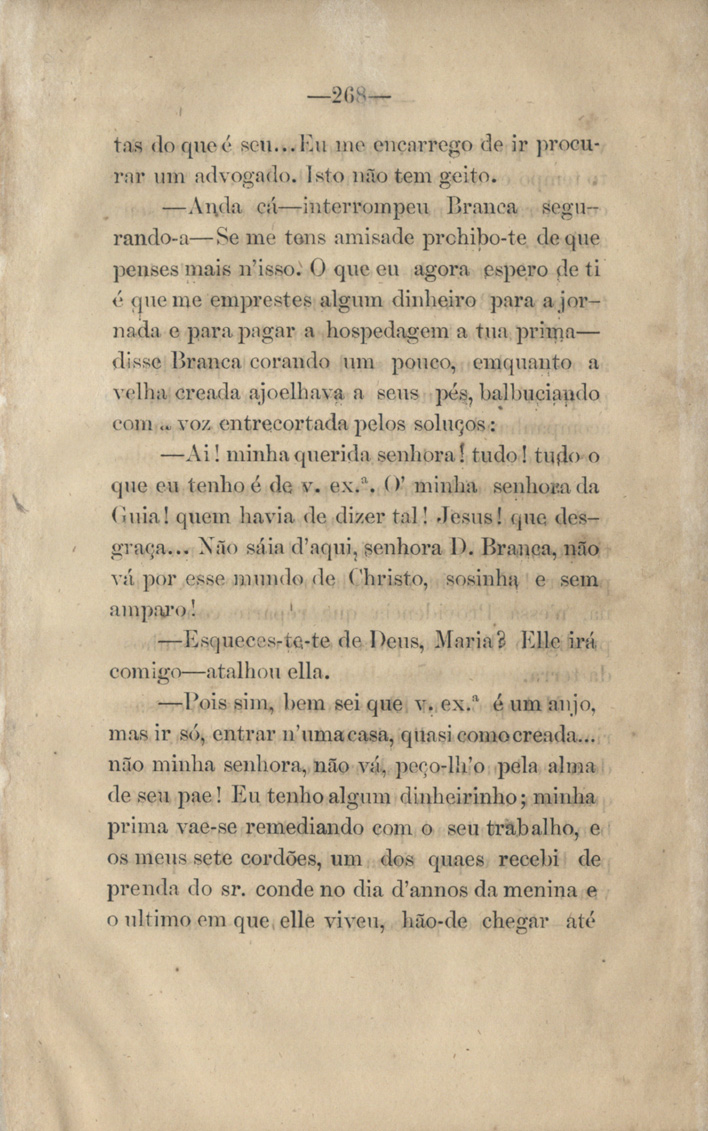 —268—
tas do que é seu...Eu me encarrego de ir procu-
rar um advogado. Isto não tem geito.
—Anda cá—interrompeu Branca segu-
rando-a—Se me tens amisade prohibo-te de que
penses mais n'isso. O que eu agora espero de ti
é que me emprestes algum dinheiro para a jor-
nada e para pagar a hospedagem a tua prima—
disse Branca corando um pouco, emquanto a
velha creada ajoelhava a seus pés, balbuciando
com a voz entrecortada pelos soluços:
—Ai! minha querida senhora! tudo! tudo o
que eu tenho é de v. ex.ª. O' minha senhora da
Guia! quem havia de dizer tal! Jesus! que des-
graça... Não sáia d'aqui, senhora D. Branca, não
vá por esse mundo de Christo, sosinha e sem
amparo!
—Esqueces-te-te de Deus, Maria? Elle irá
comigo—atalhou ella.
—Pois sim, bem sei que v. ex.ª é um anjo,
mas ir só, entrar n'uma casa, quasi como creada...
não minha senhora, não vá, peço-lh'o pela alma
de seu pae! Eu tenho algum dinheirinho; minha
prima vae-se remediando com o seu trabalho, e
os meus sete cordões, um dos quaes recebi de
prenda do sr. conde no dia d'annos da menina e
o ultimo em que elle viveu, hão-de chegar até